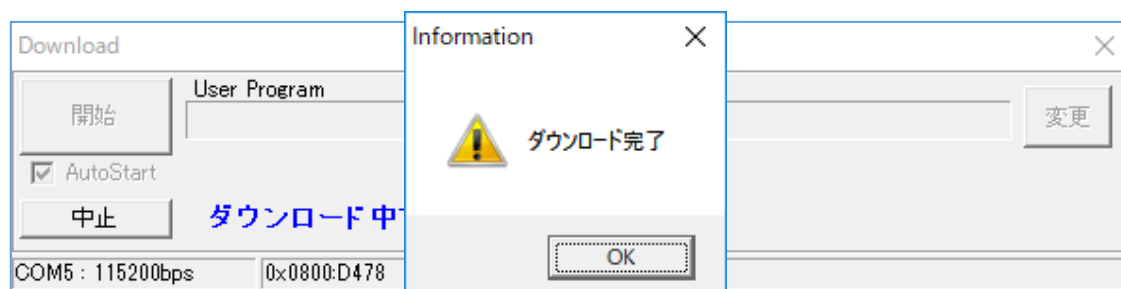 Download
Information
User Program
開始
変更
ダウンロード完了
AutoStart
中止
ダウンロード中
OK
COM5 : 115200bps
0x0800:D478